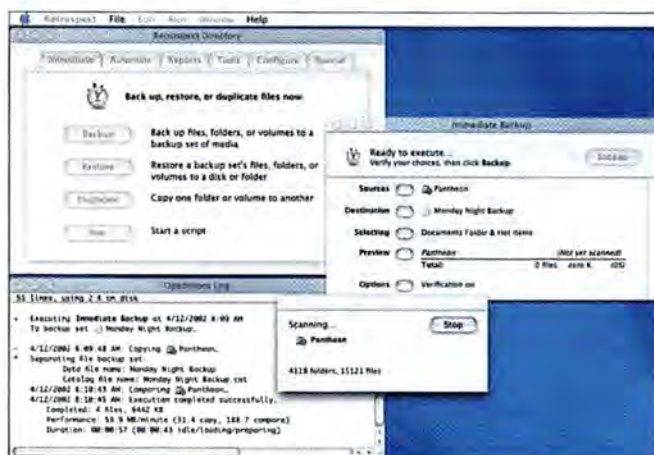 Retrospect File Edit Run Window Help
Retrospect Directory
Immediate Automate Reports Tools Configure Special
Back up, restore, or duplicate files now
Backup
Back up files, folders, or volumes to a
backup set of media
Restore
Restore a backup set's files, folders, or
volumes to a disk or folder
Duplicate
Copy one folder or volume to another
Run
Start a script
Immediate Backup
Ready to execute...
Verify your choices, then click Backup.
Backup
Sources Pantheon
Destination Monday Night Backup
Selecting Documents Folder & Hot items
Preview Pantheon (Not yet scanned)
Total: 0 files zero K
Options Verification on
Operations Log
lines, using 2 K on disk
Executing Immediate Backup at 4/12/2002 8:09 AM
To backup set Monday Night Backup.
4/12/2002 8:09:48 AM: Copying Pantheon.
Separating file backup set:
Data file name: Monday Night Backup
Catalog file name: Monday Night Backup.cat
4/12/2002 8:10:43 AM: Comparing Pantheon.
4/12/2002 8:10:45 AM: Execution completed successfully.
Completed: 4 files, 8442 KB
Performance: MB/minute (31.4 copy, 188.7 compare)
Duration: 00:00:57 (00:00:43 idle/loading/preparing)
Scanning...
Stop
Pantheon
4118 folders, 15121 files